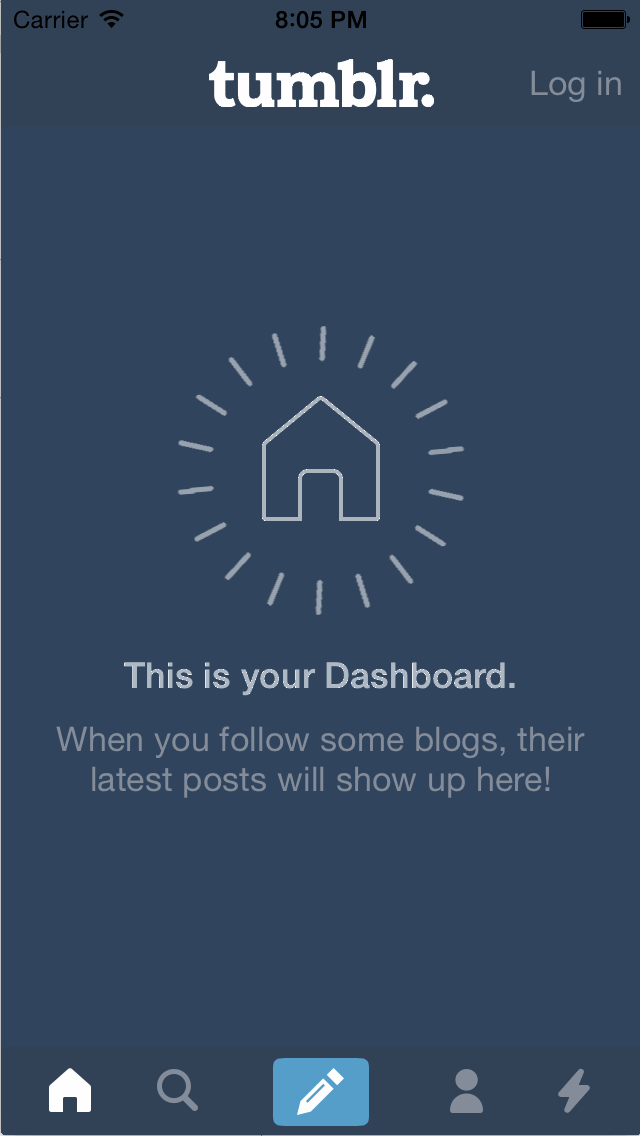 Carrier 8:05 PM
tumblr. Log in
This is your Dashboard.
When you follow some blogs, their
latest posts will show up here!